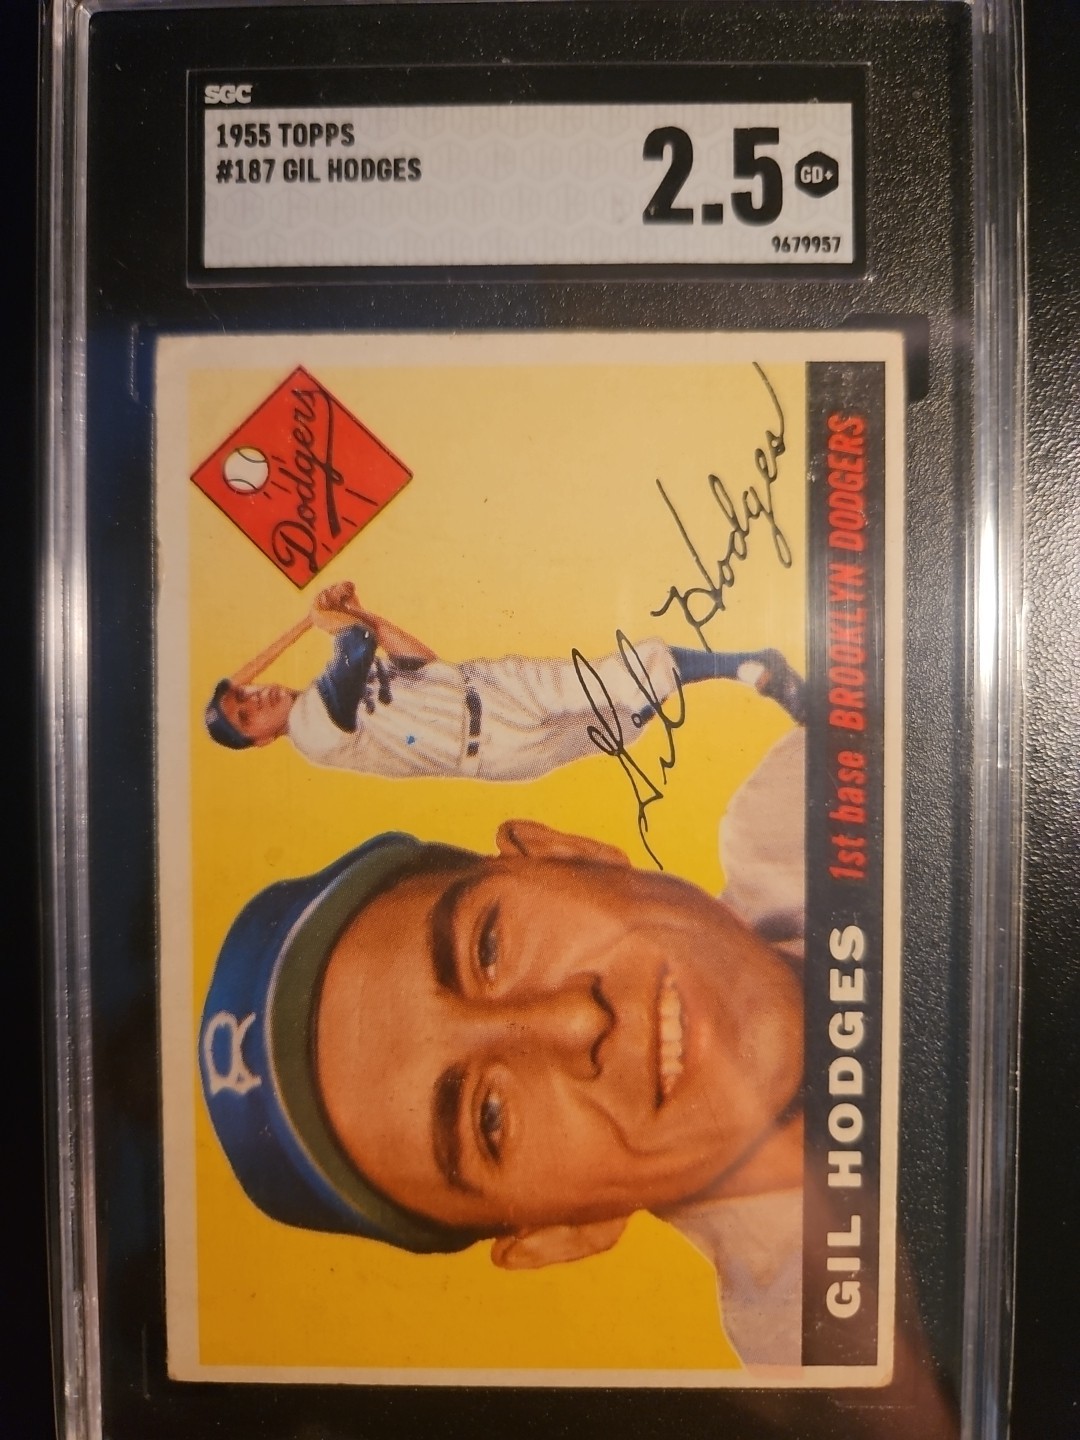 SGC
1955 TOPPS
#187 GIL HODGES
2.5
GD+
9679957
Dodgers
Gil Hodges
B
GIL HODGES 1st base BROOKLYN DODGERS